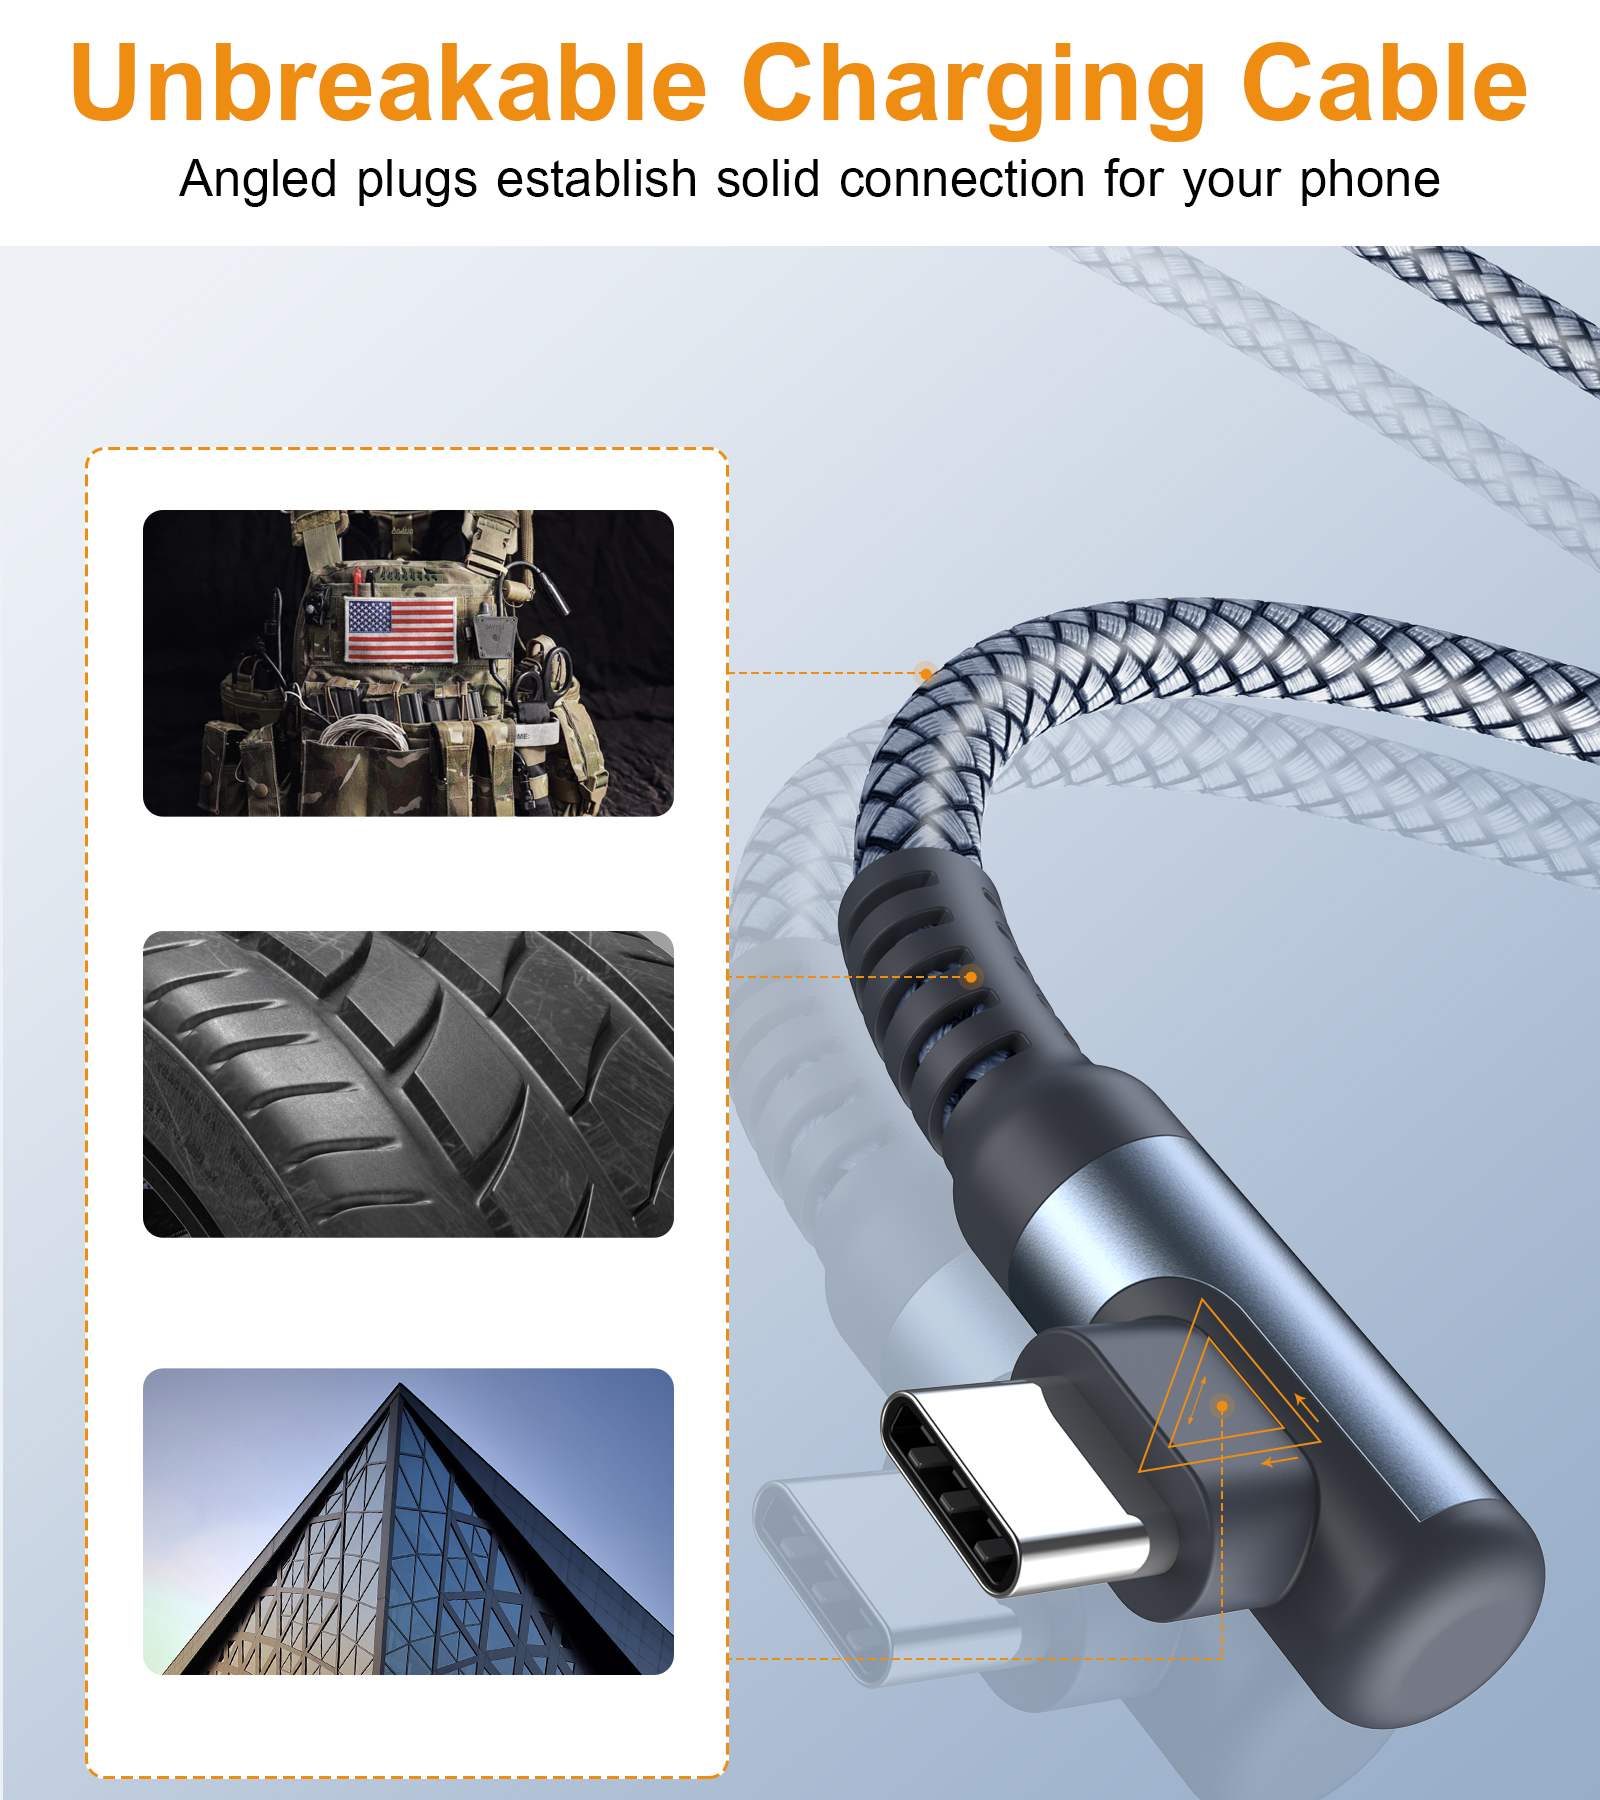 Unbreakable Charging Cable
Angled plugs establish solid connection for your phone